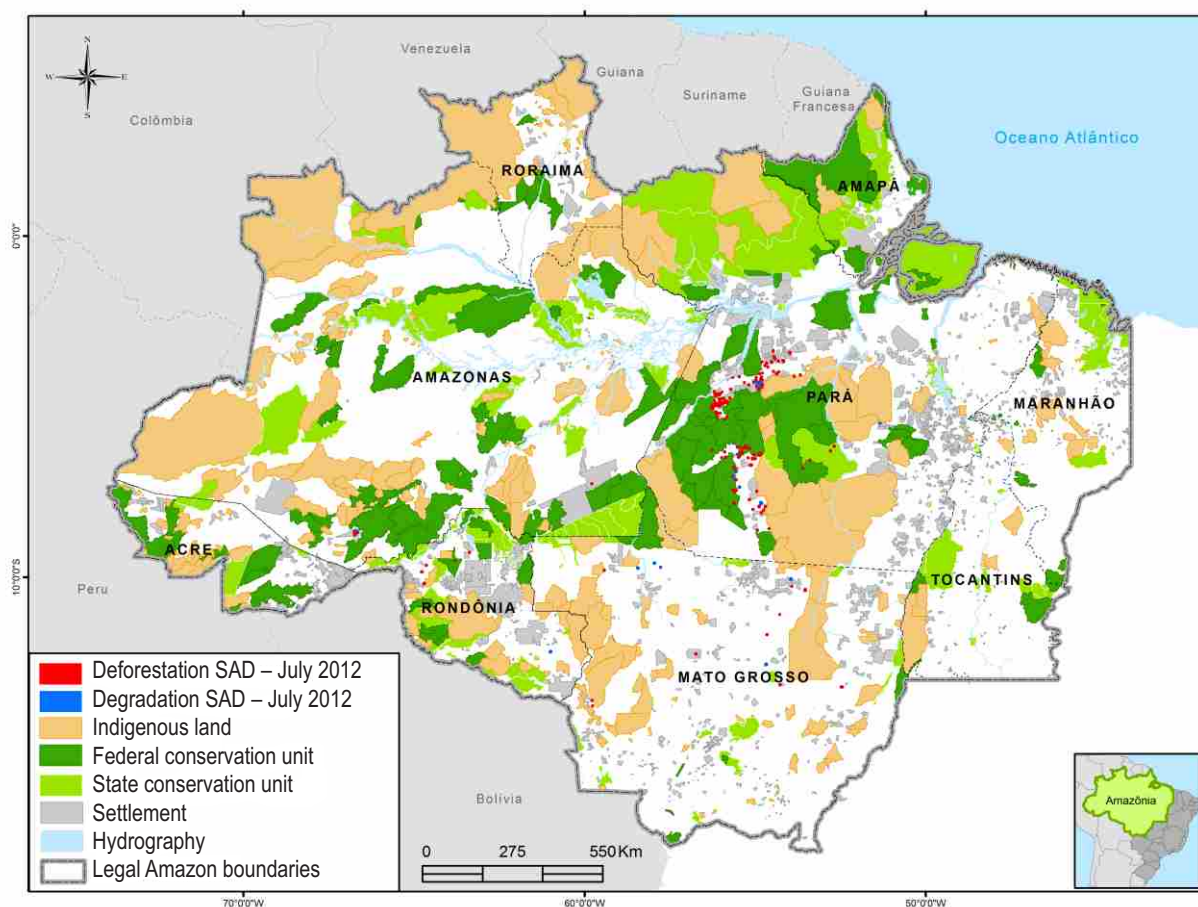 N
W
E
S
Venezuela
Guiana
Suriname
Guiana
Francesa
Colômbia
Oceano Atlântico
RORAIMA
AMAPÁ
0°0'0"
AMAZONAS
PARÁ
MARANHÃO
ACRE
10°0'0"S
Peru
RONDÔNIA
TOCANTINS
MATO GROSSO
Bolívia
Deforestation SAD – July 2012
Degradation SAD – July 2012
Indigenous land
Federal conservation unit
State conservation unit
Settlement
Hydrography
Legal Amazon boundaries
0 275 550 Km
Amazônia
70°0'0"W 60°0'0"W 50°0'0"W